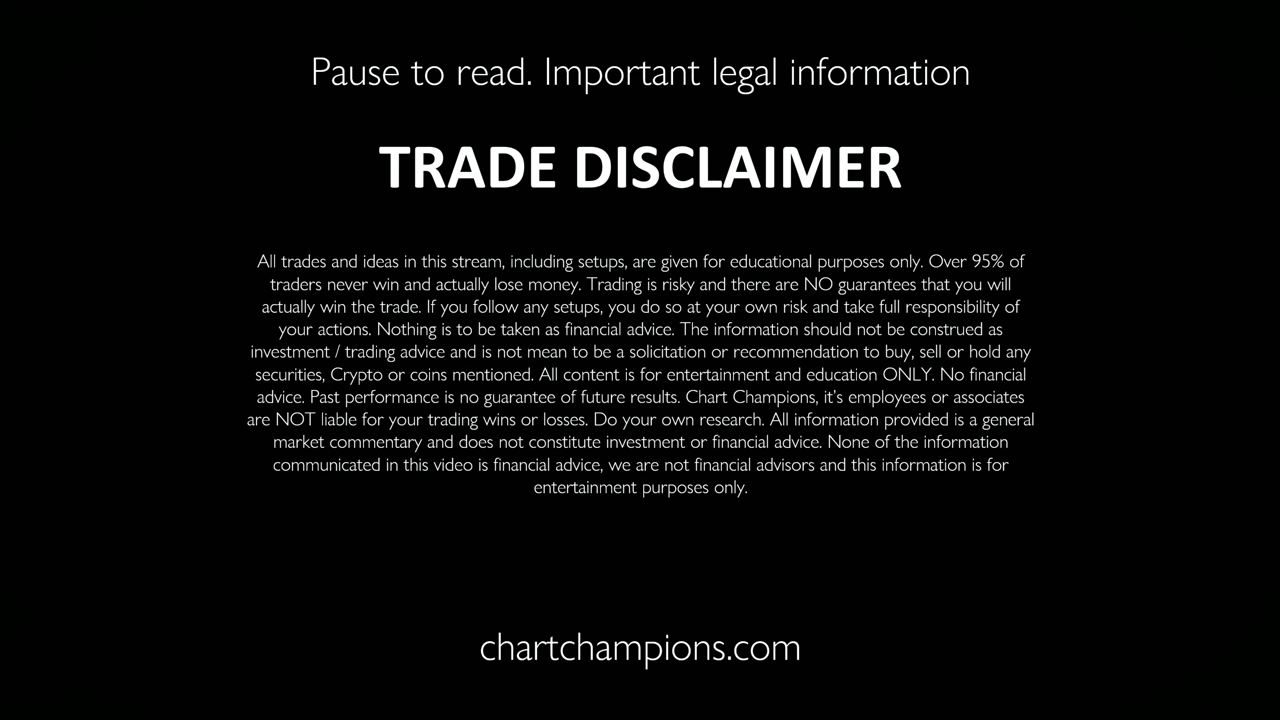 Pause to read. Important legal information
TRADE DISCLAIMER
All trades and ideas in this stream, including setups, are given for educational purposes only. Over 95% of
traders never win and actually lose money. Trading is risky and there are NO guarantees that you will
actually win the trade. If you follow any setups, you do so at your own risk and take full responsibility of
your actions. Nothing is to be taken as financial advice. The information should not be construed as
investment / trading advice and is not mean to be a solicitation or recommendation to buy, sell or hold any
securities, Crypto or coins mentioned. All content is for entertainment and education ONLY. No financial
advice. Past performance is no guarantee of future results. Chart Champions, it's employees or associates
are NOT liable for your trading wins or losses. Do your own research. All information provided is a general
market commentary and does not constitute investment or financial advice. None of the information
communicated in this video is financial advice, we are not financial advisors and this information is for
entertainment purposes only.
chartchampions.com